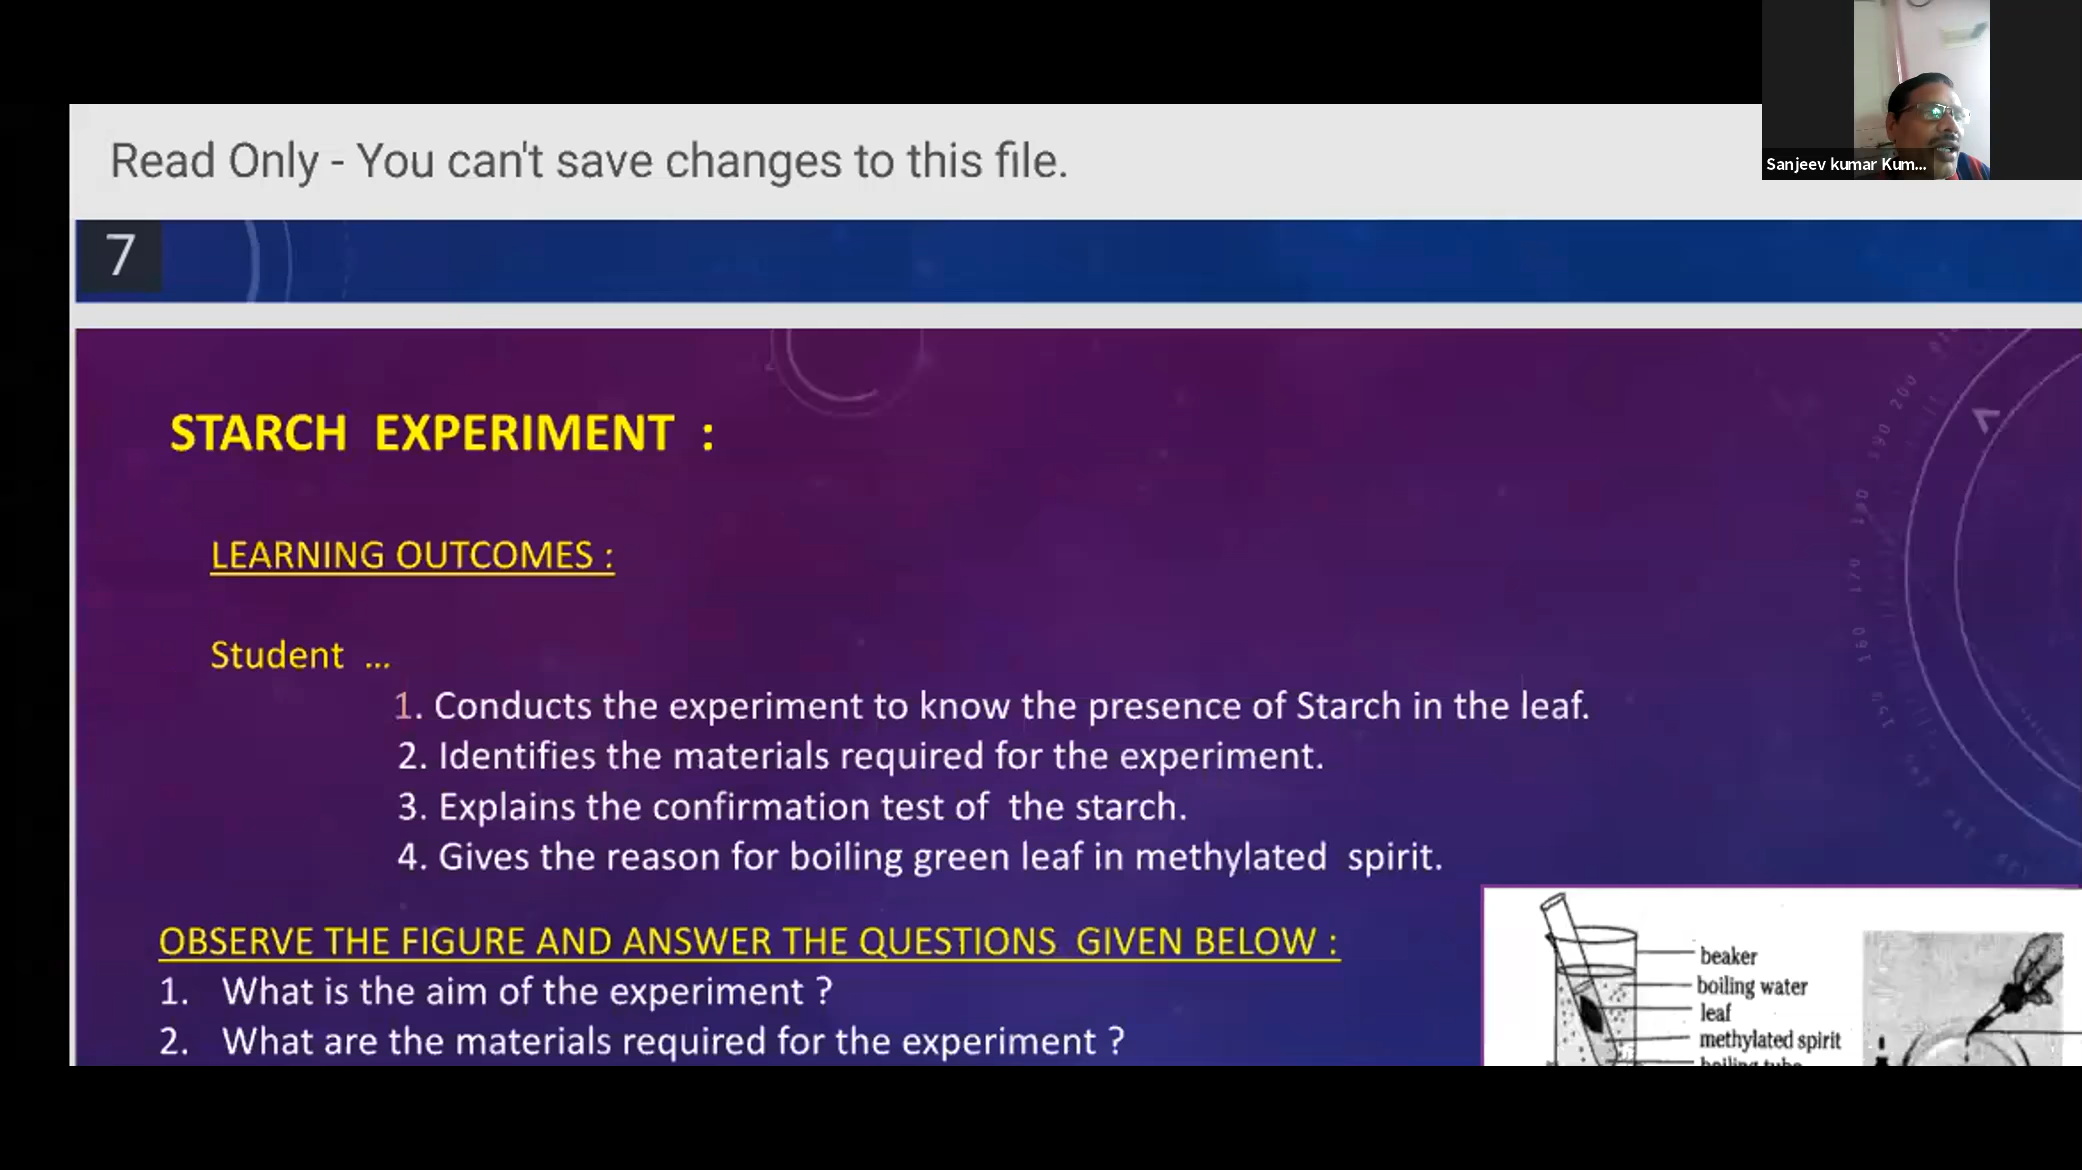 Sanjeev kumar Kum...
Read Only - You can't save changes to this file.
7
STARCH EXPERIMENT :
LEARNING OUTCOMES :
Student ...
1. Conducts the experiment to know the presence of Starch in the leaf.
2. Identifies the materials required for the experiment.
3. Explains the confirmation test of the starch.
4. Gives the reason for boiling green leaf in methylated spirit.
OBSERVE THE FIGURE AND ANSWER THE QUESTIONS GIVEN BELOW :
1. What is the aim of the experiment ?
2. What are the materials required for the experiment ?
beaker
boiling water
leaf
methylated spirit